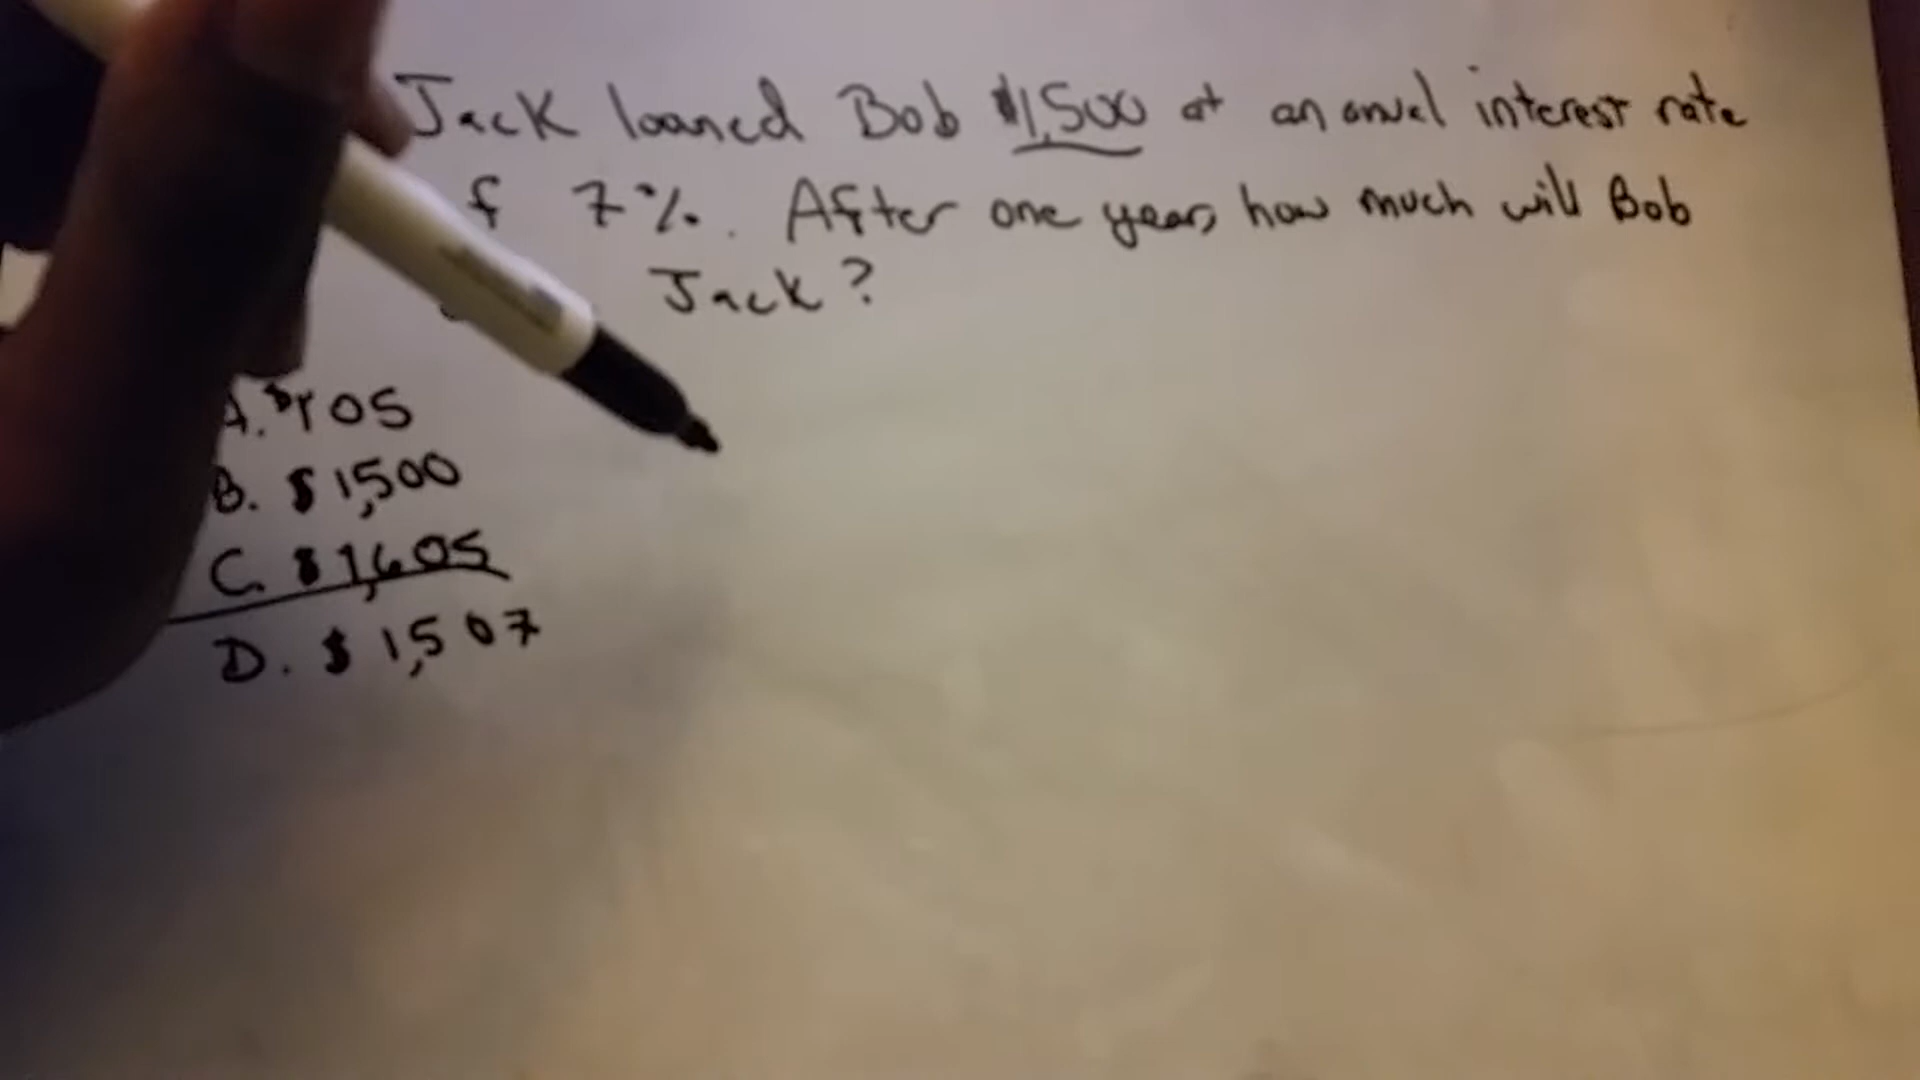 Jack loaned Bob $1,500 at an annual interest rate
f 7%. After one year, how much will Bob
Jack?
A. $105
B. $1,500
C. $1,605
D. $1,507